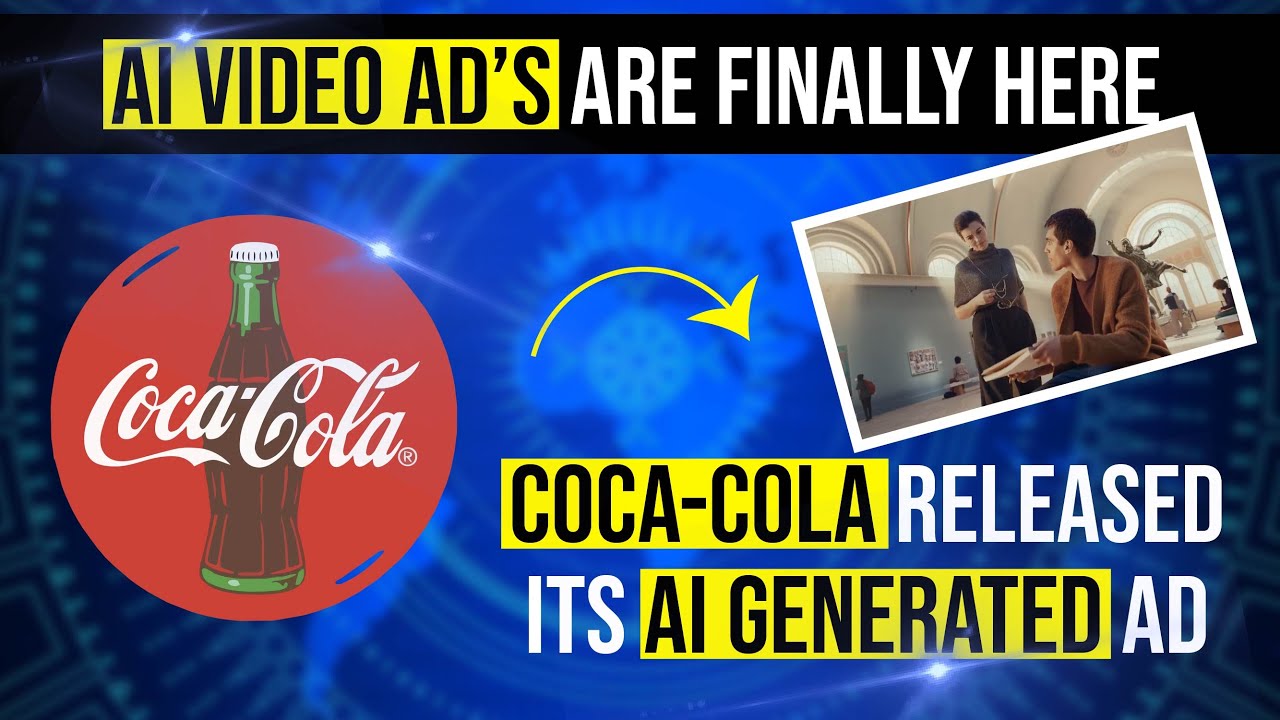 AI VIDEO AD'S ARE FINALLY HERE
Coca-Cola®
COCA-COLA RELEASED
ITS AI GENERATED AD